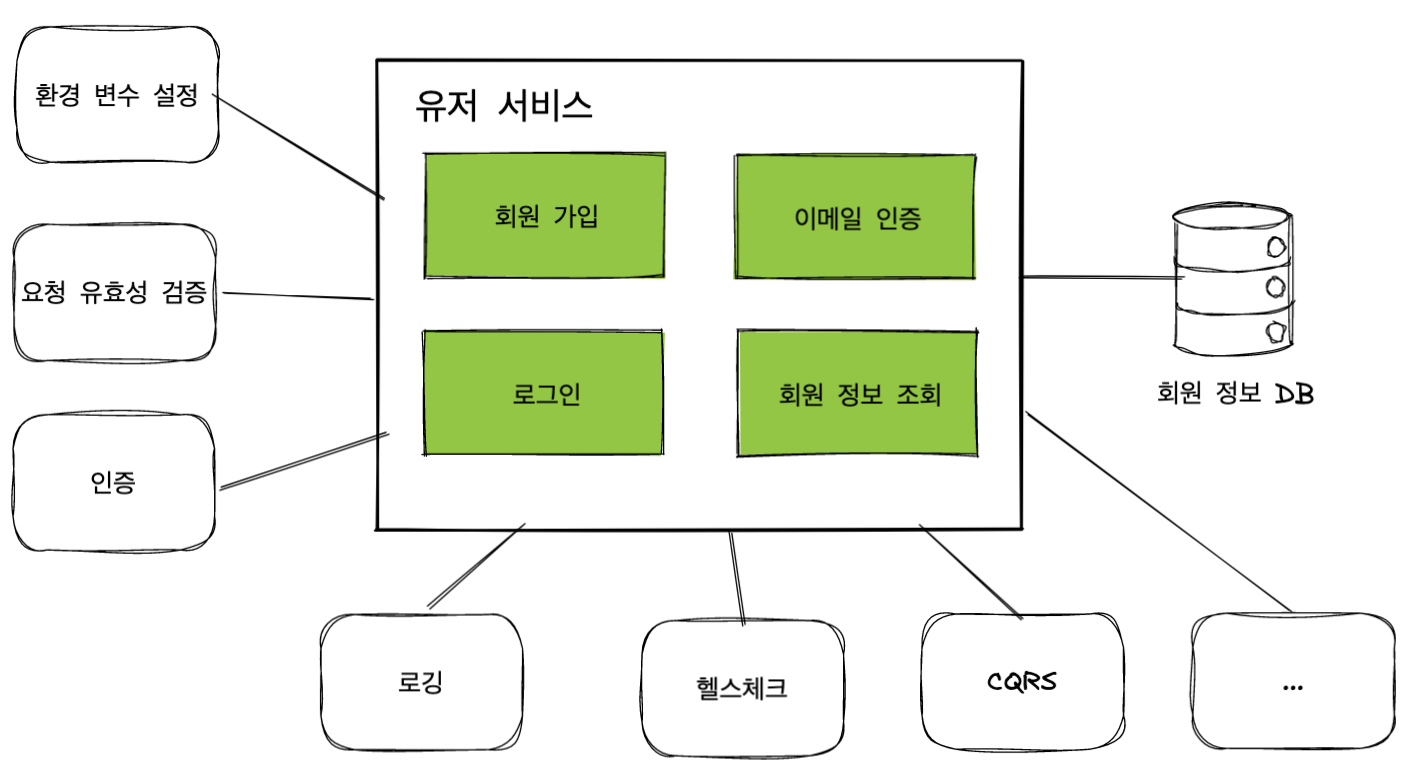 환경 변수 설정
유저 서비스
회원 가입
이메일 인증
요청 유효성 검증
로그인
회원 정보 조회
회원 정보 DB
인증
로깅
헬스체크
CQRS
...